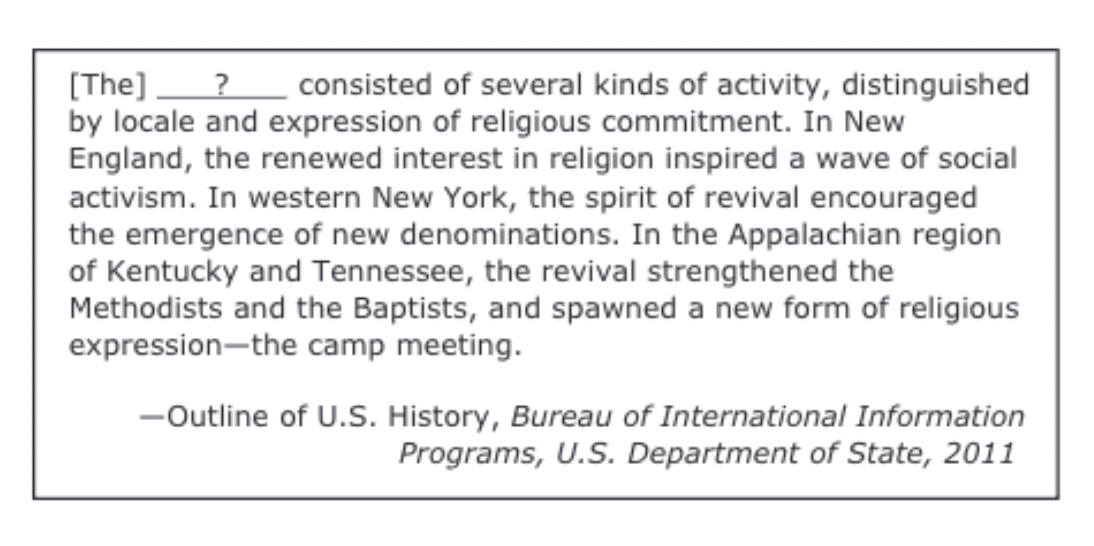 [The] ____?____ consisted of several kinds of activity, distinguished
by locale and expression of religious commitment. In New
England, the renewed interest in religion inspired a wave of social
activism. In western New York, the spirit of revival encouraged
the emergence of new denominations. In the Appalachian region
of Kentucky and Tennessee, the revival strengthened the
Methodists and the Baptists, and spawned a new form of religious
expression—the camp meeting.
—Outline of U.S. History, Bureau of International Information
Programs, U.S. Department of State, 2011